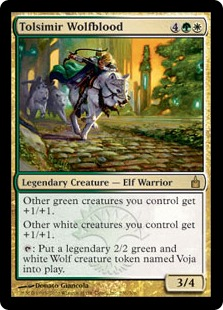 Tolsimir Wolfblood 4
Legendary Creature — Elf Warrior
Other green creatures you control get
+1/+1.
Other white creatures you control get
+1/+1.
: Put a legendary 2/2 green and
white Wolf creature token named Voja
into play.
Donato Giancola
3/4